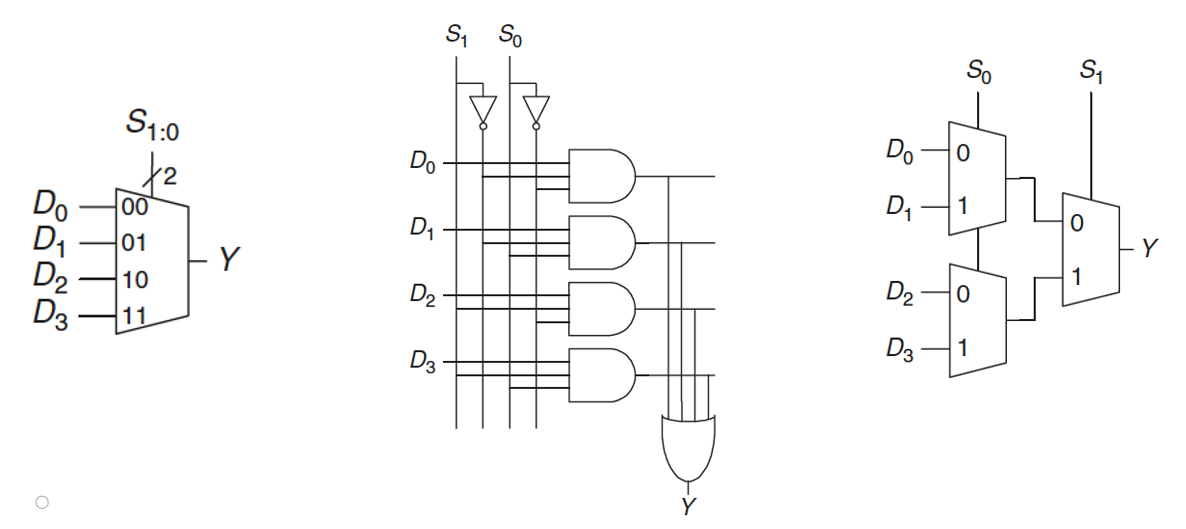 S1:0
2
D0 00
D1 01
D2 10
D3 11
Y
S1 S0
D0
D1
D2
D3
Y
S0 S1
D0 0
D1 1
0
1
Y
D2 0
D3 1